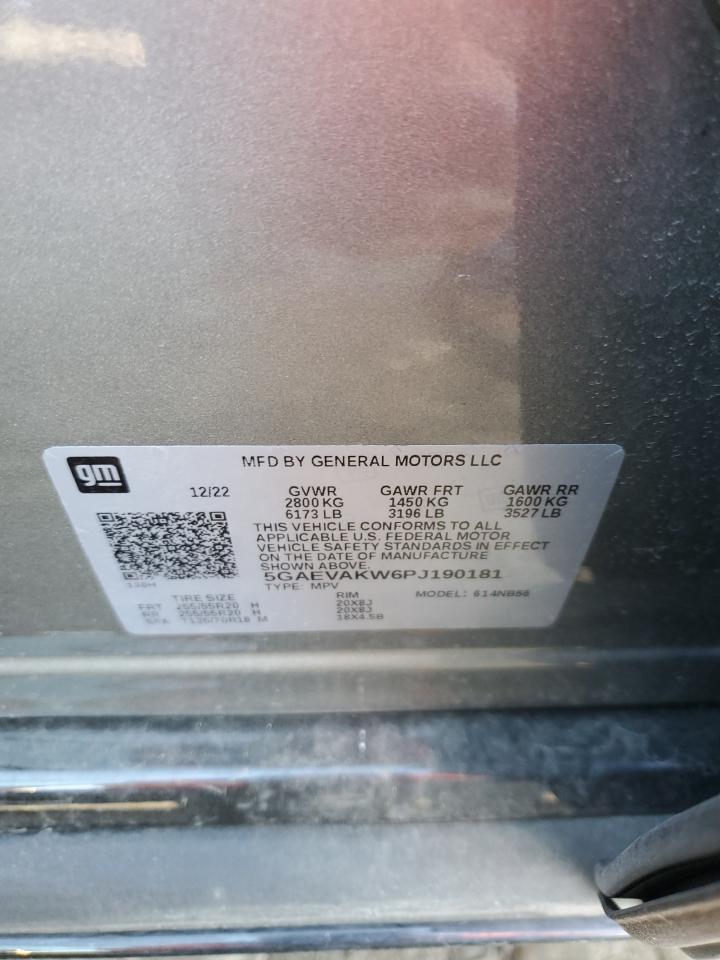 gm
MFD BY GENERAL MOTORS LLC
12/22 GVWR GAWR FRT GAWR RR
2800 KG 1450 KG 1600 KG
6173 LB 3196 LB 3527 LB
THIS VEHICLE CONFORMS TO ALL
APPLICABLE U.S. FEDERAL MOTOR
VEHICLE SAFETY STANDARDS IN EFFECT
ON THE DATE OF MANUFACTURE
SHOWN ABOVE.
5GAEVAKW6PJ190181
TYPE: MPV MODEL: 614NB56
TIRE SIZE RIM
FRT 255/55R20 H 20X8J
RR 255/55R20 H 20X8J
SPA T135/70R18 M 18X4.5B